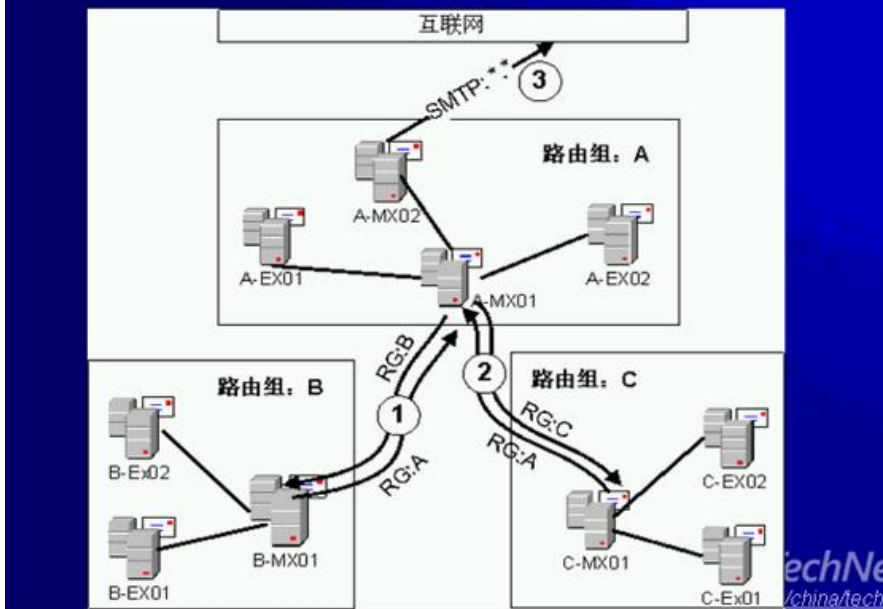 互联网
SMTP:*.*
3
路由组：A
A-MX02
A-EX01
A-EX02
A-MX01
RG:B
1
RG:A
2
RG:C
RG:A
路由组：B
B-Ex02
B-MX01
B-EX01
路由组：C
C-EX02
C-MX01
C-Ex01
echNe
/china/tech